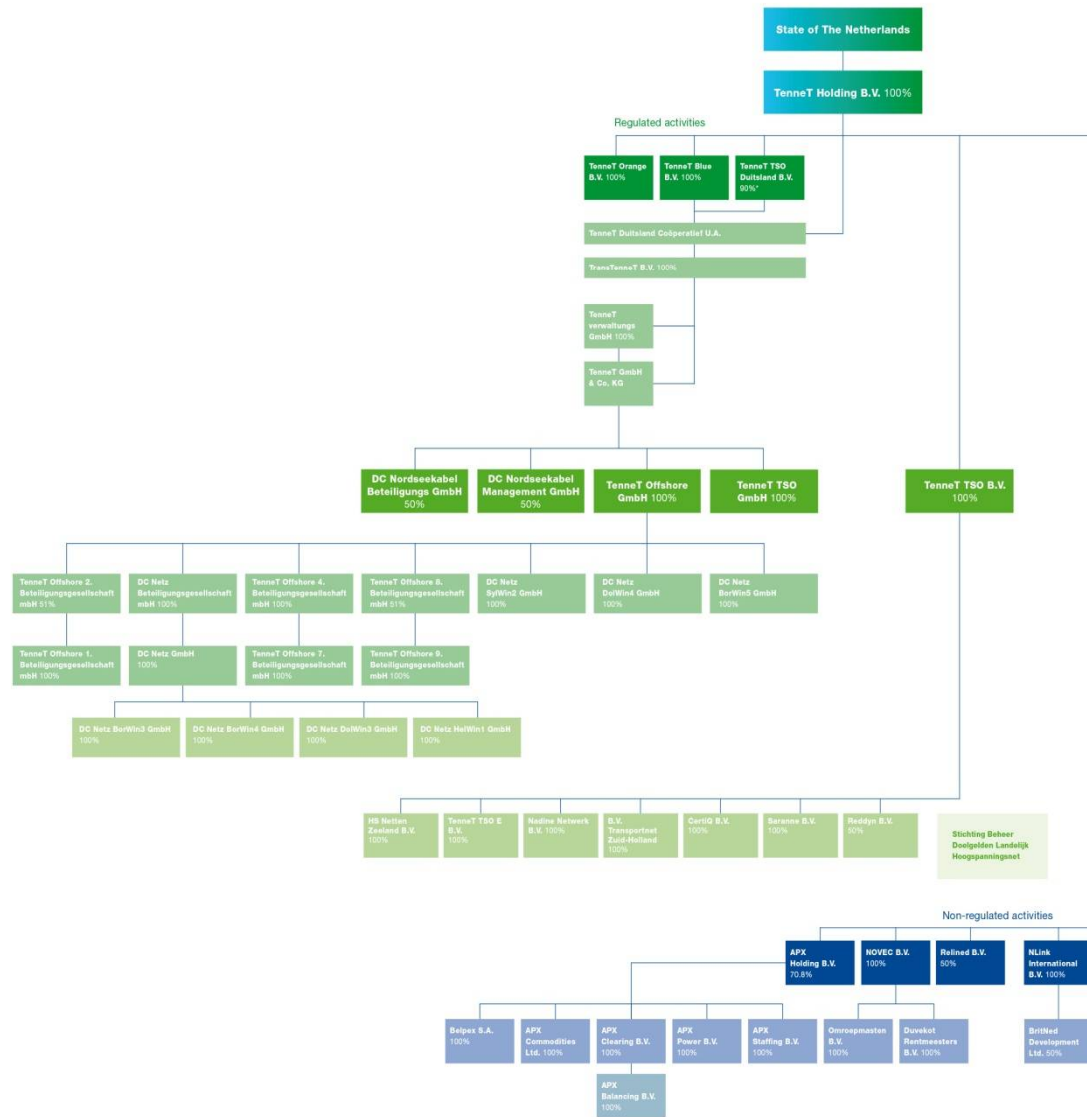 State of The Netherlands
TenneT Holding B.V. 100%
Regulated activities
TenneT Orange
B.V. 100%
TenneT Blue
B.V. 100%
TenneT TSO
Duitsland B.V.
90%*
TenneT Duitsland Coöperatief U.A.
TransTenneT B.V. 100%
TenneT
verwaltungs
GmbH 100%
TenneT GmbH
& Co. KG
DC Nordseekabel
Beteiligungs GmbH
50%
DC Nordseekabel
Management GmbH
50%
TenneT Offshore
GmbH 100%
TenneT TSO
GmbH 100%
TenneT TSO B.V.
100%
TenneT Offshore 2.
Beteiligungsgesellschaft
mbH 51%
DC Netz
Beteiligungsgesellschaft
mbH 100%
TenneT Offshore 4.
Beteiligungsgesellschaft
mbH 100%
TenneT Offshore 8.
Beteiligungsgesellschaft
mbH 51%
DC Netz
SylWin2 GmbH
100%
DC Netz
DolWin4 GmbH
100%
DC Netz
BorWin5 GmbH
100%
TenneT Offshore 1.
Beteiligungsgesellschaft
mbH 100%
DC Netz GmbH
100%
TenneT Offshore 7.
Beteiligungsgesellschaft
mbH 100%
TenneT Offshore 9.
Beteiligungsgesellschaft
mbH 100%
DC Netz BorWin3 GmbH
100%
DC Netz BorWin4 GmbH
100%
DC Netz DolWin3 GmbH
100%
DC Netz HelWin1 GmbH
100%
HS Netten
Zeeland B.V.
100%
TenneT TSO E
B.V.
100%
Nadine Netwerk
B.V. 100%
B.V.
Transportnet
Zuid-Holland
100%
CertiQ B.V.
100%
Saranne B.V.
100%
Reddyn B.V.
50%
Stichting Beheer
Doelgelden Landelijk
Hoogspanningsnet
Non-regulated activities
APX
Holding B.V.
70.8%
NOVEC B.V.
100%
Relined B.V.
50%
NLink
International
B.V. 100%
Belpex S.A.
100%
APX
Commodities
Ltd. 100%
APX
Clearing B.V.
100%
APX
Power B.V.
100%
APX
Staffing B.V.
100%
Omroepmasten
B.V.
100%
Duvekot
Rentmeesters
B.V. 100%
BritNed
Development
Ltd. 50%
APX
Balancing B.V.
100%